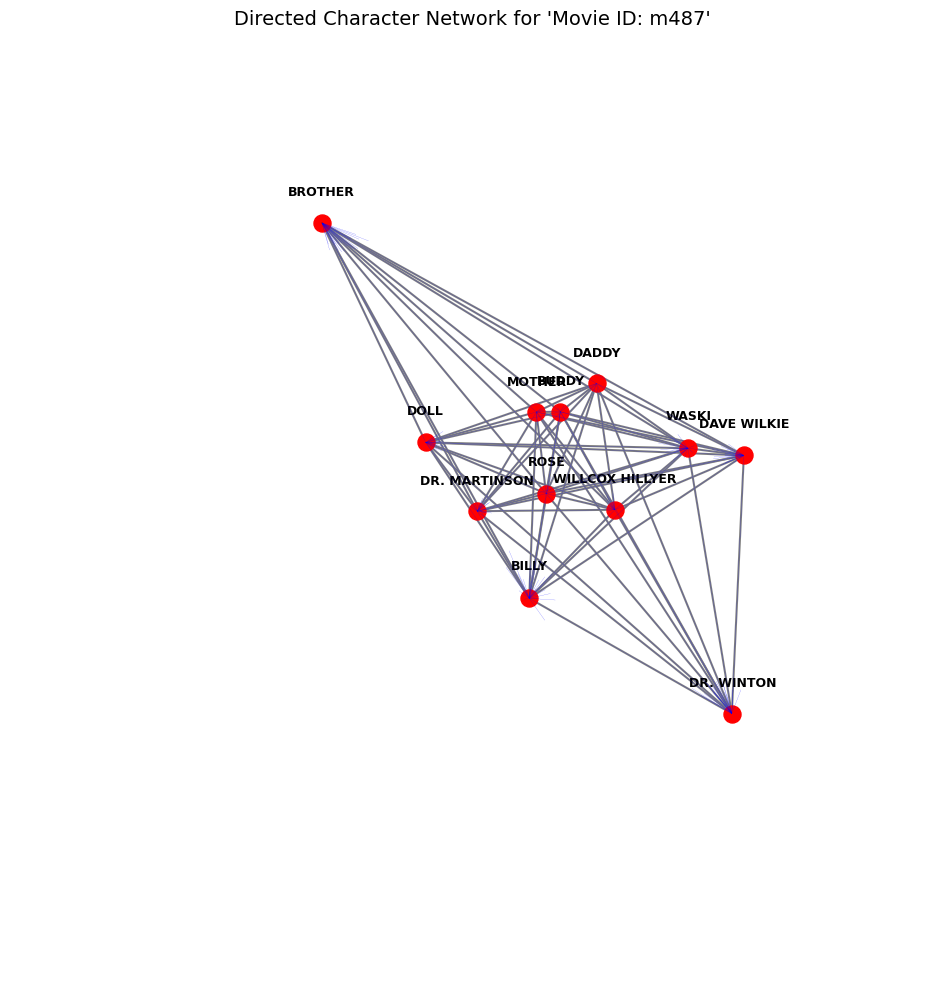 Directed Character Network for 'Movie ID: m487'
BROTHER
DADDY
MOTHER
BUDDY
DOLL
WASKI
DAVE WILKIE
ROSE
DR. MARTINSON
WILLCOX HILLYER
BILLY
DR. WINTON